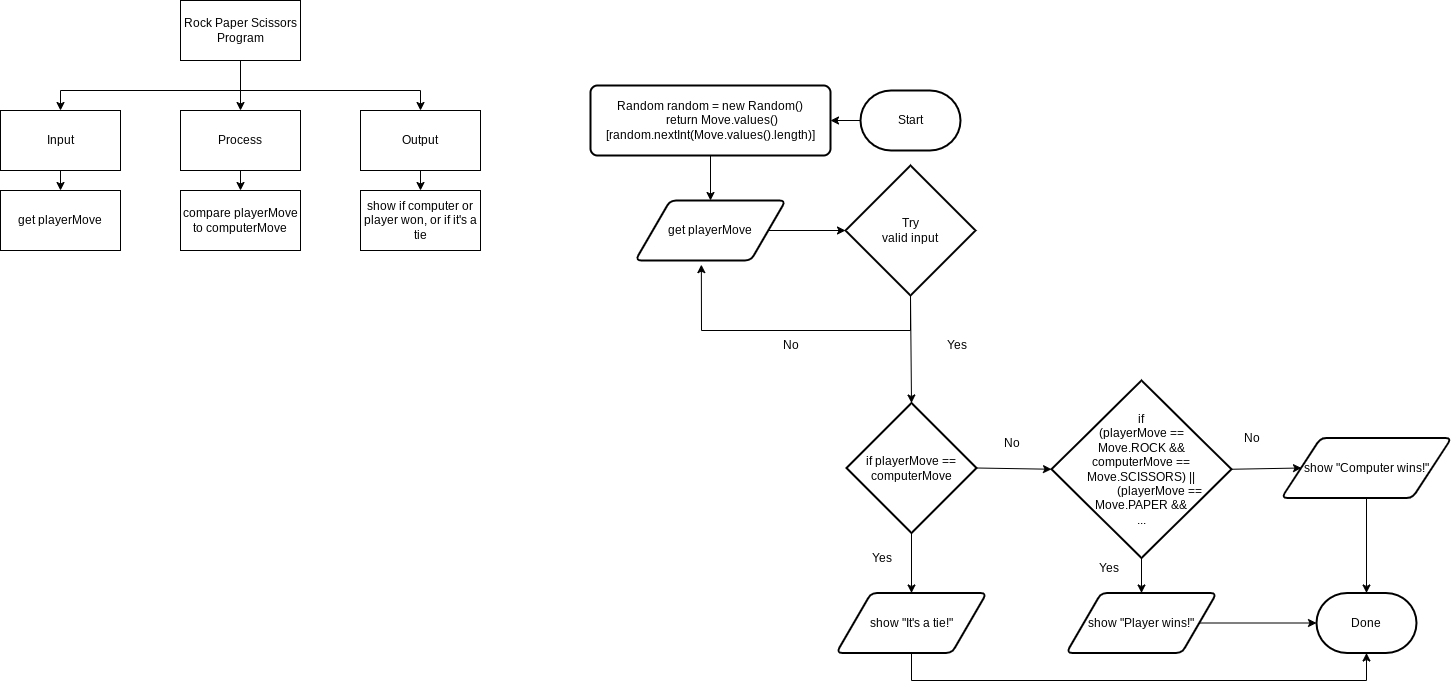 Rock Paper Scissors
Program
Input
Process
Output
get playerMove
compare playerMove
to computerMove
show if computer or
player won, or if it's a
tie
Start
Random random = new Random()
return Move.values()
[random.nextInt(Move.values().length)]
get playerMove
Try
valid input
No
Yes
if playerMove ==
computerMove
No
Yes
if
(playerMove ==
Move.ROCK &&
computerMove ==
Move.SCISSORS) ||
(playerMove ==
Move.PAPER &&
...
No
Yes
show "Computer wins!"
show "It's a tie!"
show "Player wins!"
Done